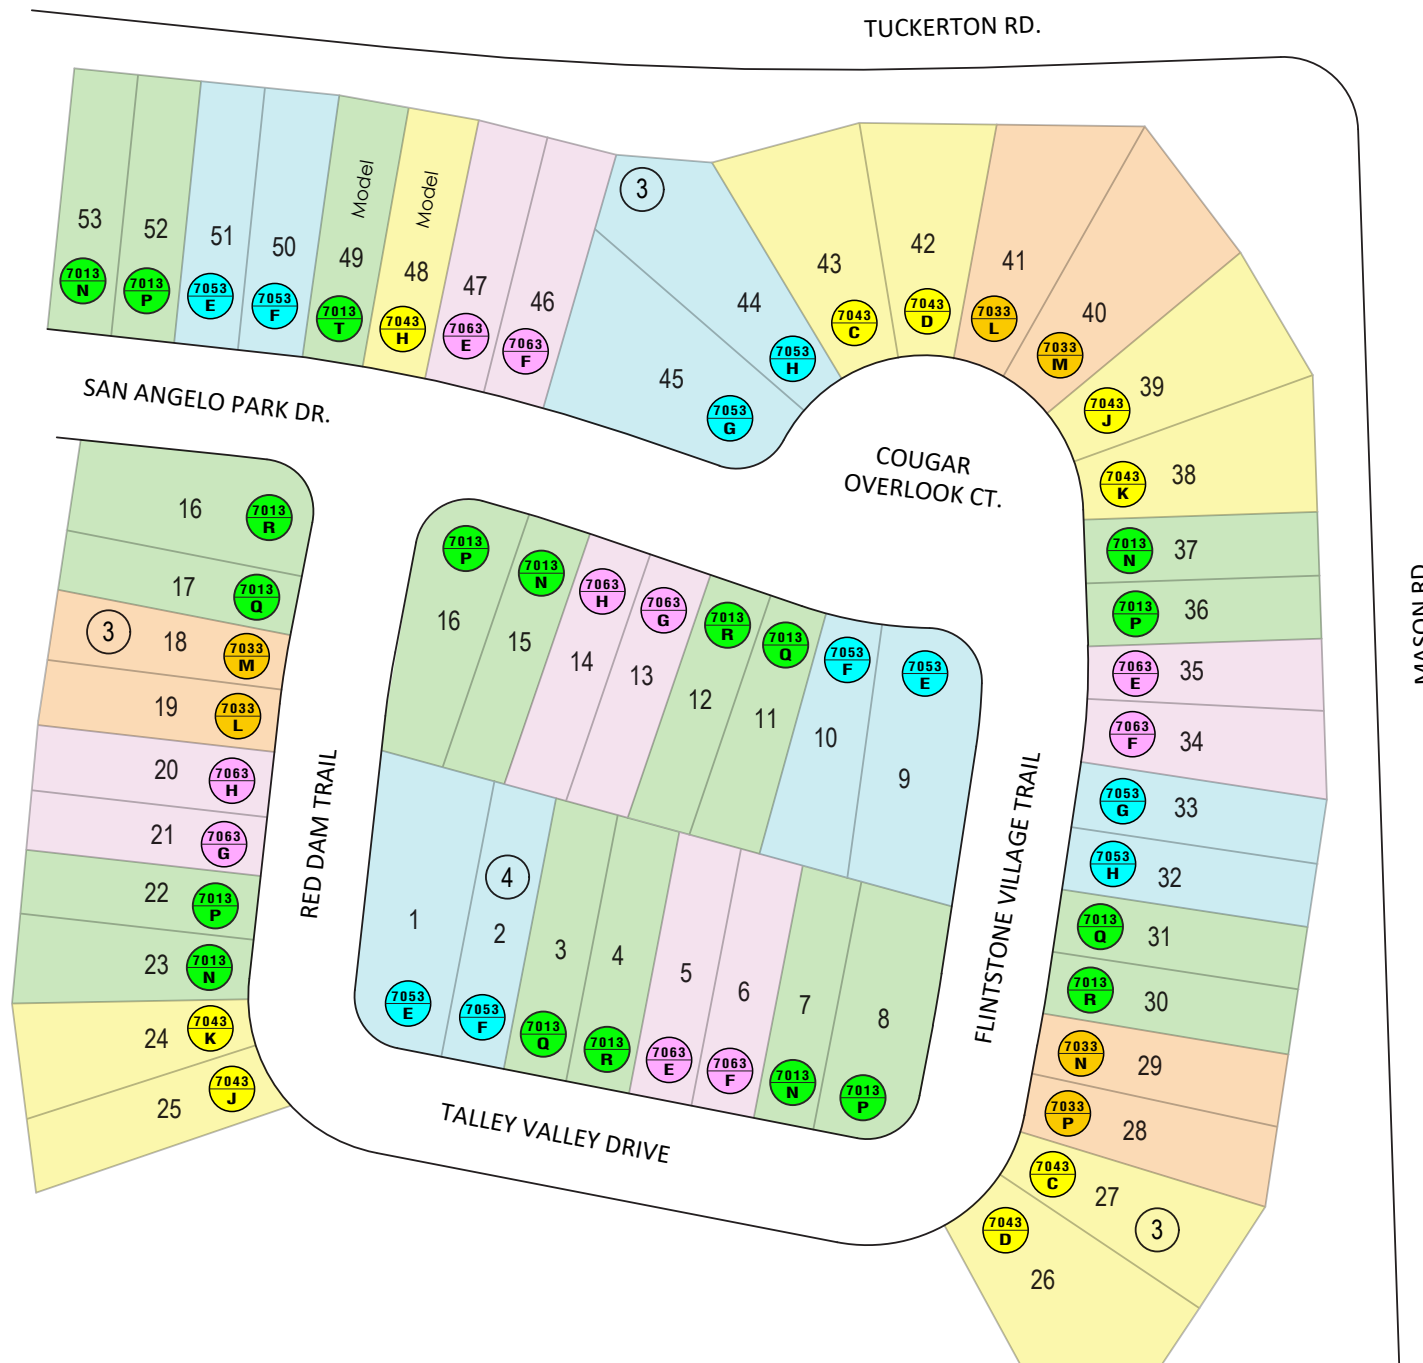 TUCKERTON RD.
53
7013
N
52
7013
P
51
7053
E
50
7053
F
Model
49
7013
T
Model
48
7043
H
47
7063
E
46
7063
F
3
45
7053
G
44
7053
H
43
7043
C
42
7043
D
41
7033
L
40
7033
M
39
7043
J
38
7043
K
37
7013
N
36
7013
P
35
7063
E
34
7063
F
33
7053
G
32
7053
H
31
7013
Q
30
7013
R
29
7033
N
28
7033
P
27
7043
C
3
26
7043
D
MASON RD
SAN ANGELO PARK DR.
COUGAR
OVERLOOK CT.
16
7013
R
17
7013
Q
3
18
7033
M
19
7033
L
20
7063
H
21
7063
G
22
7013
P
23
7013
N
24
7043
K
25
7043
J
RED DAM TRAIL
7013
P
16
7013
N
15
7063
H
14
7063
G
13
7013
R
12
7013
Q
11
7053
F
10
7053
E
9
4
1
7053
E
2
7053
F
3
7013
Q
4
7013
R
5
7063
E
6
7063
F
7
7013
N
8
7013
P
FLINTSTONE VILLAGE TRAIL
TALLEY VALLEY DRIVE